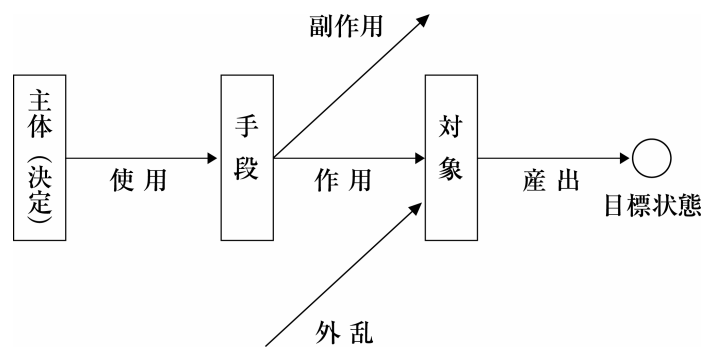 副作用
主体（決定）
手段
対象
使用
作用
産出
目標状態
外乱